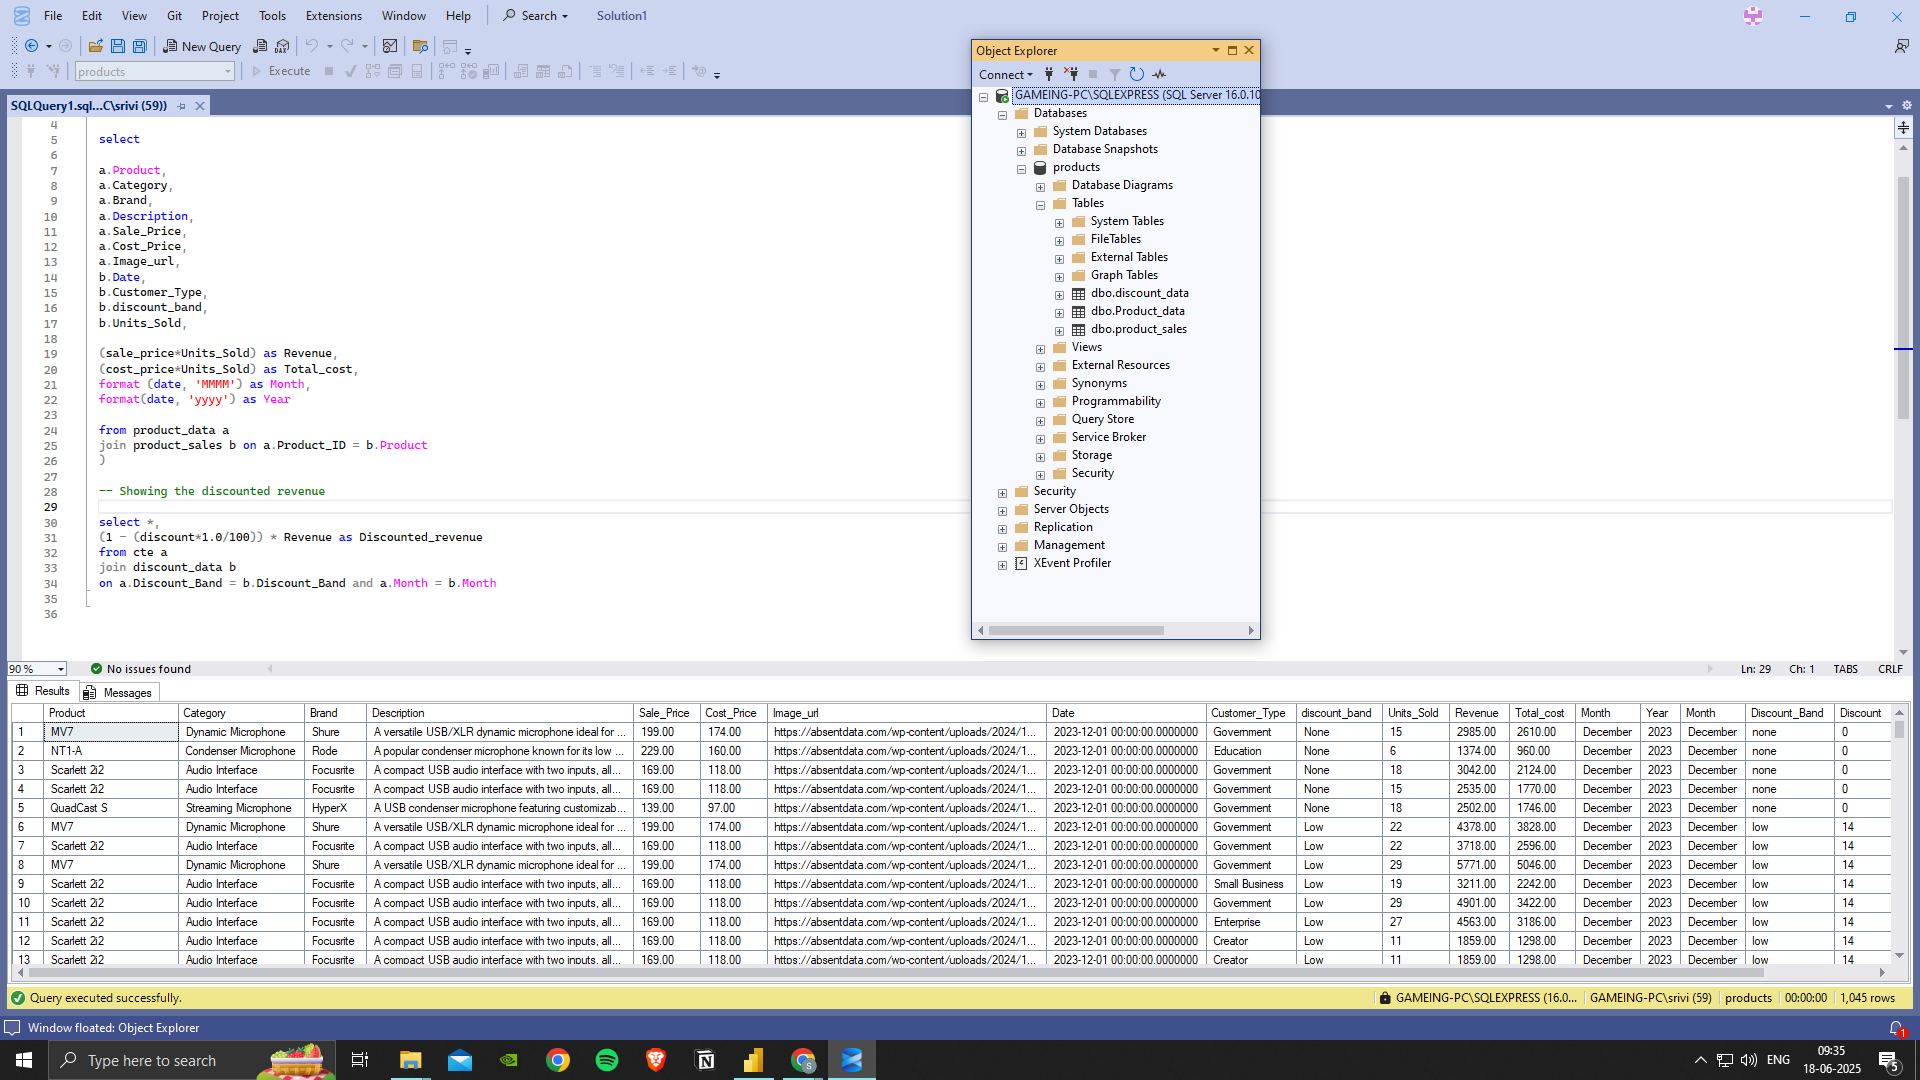 File Edit View Git Project Tools Extensions Window Help Search Solution1
New Query
products Execute
SQLQuery1.sql...C\srivi (59))
4
5 select
6
7 a.Product,
8 a.Category,
9 a.Brand,
10 a.Description,
11 a.Sale_Price,
12 a.Cost_Price,
13 a.Image_url,
14 b.Date,
15 b.Customer_Type,
16 b.discount_band,
17 b.Units_Sold,
18
19 (sale_price*Units_Sold) as Revenue,
20 (cost_price*Units_Sold) as Total_cost,
21 format (date, 'MMMM') as Month,
22 format(date, 'yyyy') as Year
23
24 from product_data a
25 join product_sales b on a.Product_ID = b.Product
26 )
27
28 -- Showing the discounted revenue
29
30 select *,
31 (1 - (discount*1.0/100)) * Revenue as Discounted_revenue
32 from cte a
33 join discount_data b
34 on a.Discount_Band = b.Discount_Band and a.Month = b.Month
35
36
Object Explorer
Connect
GAMEING-PC\SQLEXPRESS (SQL Server 16.0.10
Databases
System Databases
Database Snapshots
products
Database Diagrams
Tables
System Tables
FileTables
External Tables
Graph Tables
dbo.discount_data
dbo.Product_data
dbo.product_sales
Views
External Resources
Synonyms
Programmability
Query Store
Service Broker
Storage
Security
Security
Server Objects
Replication
Management
XEvent Profiler
90 % No issues found Ln: 29 Ch: 1 TABS CRLF
Results Messages
Product Category Brand Description Sale_Price Cost_Price Image_url Date Customer_Type discount_band Units_Sold Revenue Total_cost Month Year Month Discount_Band Discount
1 MV7 Dynamic Microphone Shure A versatile USB/XLR dynamic microphone ideal for ... 199.00 174.00 https://absentdata.com/wp-content/uploads/2024/1... 2023-12-01 00:00:00.0000000 Government None 15 2985.00 2610.00 December 2023 December none 0
2 NT1-A Condenser Microphone Rode A popular condenser microphone known for its low ... 229.00 160.00 https://absentdata.com/wp-content/uploads/2024/1... 2023-12-01 00:00:00.0000000 Education None 6 1374.00 960.00 December 2023 December none 0
3 Scarlett 2i2 Audio Interface Focusrite A compact USB audio interface with two inputs, all... 169.00 118.00 https://absentdata.com/wp-content/uploads/2024/1... 2023-12-01 00:00:00.0000000 Government None 18 3042.00 2124.00 December 2023 December none 0
4 Scarlett 2i2 Audio Interface Focusrite A compact USB audio interface with two inputs, all... 169.00 118.00 https://absentdata.com/wp-content/uploads/2024/1... 2023-12-01 00:00:00.0000000 Government None 15 2535.00 1770.00 December 2023 December none 0
5 QuadCast S Streaming Microphone HyperX A USB condenser microphone featuring customizab... 139.00 97.00 https://absentdata.com/wp-content/uploads/2024/1... 2023-12-01 00:00:00.0000000 Government None 18 2502.00 1746.00 December 2023 December none 0
6 MV7 Dynamic Microphone Shure A versatile USB/XLR dynamic microphone ideal for ... 199.00 174.00 https://absentdata.com/wp-content/uploads/2024/1... 2023-12-01 00:00:00.0000000 Government Low 22 4378.00 3828.00 December 2023 December low 14
7 Scarlett 2i2 Audio Interface Focusrite A compact USB audio interface with two inputs, all... 169.00 118.00 https://absentdata.com/wp-content/uploads/2024/1... 2023-12-01 00:00:00.0000000 Government Low 22 3718.00 2596.00 December 2023 December low 14
8 MV7 Dynamic Microphone Shure A versatile USB/XLR dynamic microphone ideal for ... 199.00 174.00 https://absentdata.com/wp-content/uploads/2024/1... 2023-12-01 00:00:00.0000000 Government Low 29 5771.00 5046.00 December 2023 December low 14
9 Scarlett 2i2 Audio Interface Focusrite A compact USB audio interface with two inputs, all... 169.00 118.00 https://absentdata.com/wp-content/uploads/2024/1... 2023-12-01 00:00:00.0000000 Small Business Low 19 3211.00 2242.00 December 2023 December low 14
10 Scarlett 2i2 Audio Interface Focusrite A compact USB audio interface with two inputs, all... 169.00 118.00 https://absentdata.com/wp-content/uploads/2024/1... 2023-12-01 00:00:00.0000000 Government Low 29 4901.00 3422.00 December 2023 December low 14
11 Scarlett 2i2 Audio Interface Focusrite A compact USB audio interface with two inputs, all... 169.00 118.00 https://absentdata.com/wp-content/uploads/2024/1... 2023-12-01 00:00:00.0000000 Enterprise Low 27 4563.00 3186.00 December 2023 December low 14
12 Scarlett 2i2 Audio Interface Focusrite A compact USB audio interface with two inputs, all... 169.00 118.00 https://absentdata.com/wp-content/uploads/2024/1... 2023-12-01 00:00:00.0000000 Creator Low 11 1859.00 1298.00 December 2023 December low 14
13 Scarlett 2i2 Audio Interface Focusrite A compact USB audio interface with two inputs, all... 169.00 118.00 https://absentdata.com/wp-content/uploads/2024/1... 2023-12-01 00:00:00.0000000 Creator Low 11 1859.00 1298.00 December 2023 December low 14
Query executed successfully. GAMEING-PC\SQLEXPRESS (16.0... GAMEING-PC\srivi (59) products 00:00:00 1,045 rows
Window floated: Object Explorer 1
Type here to search ENG 09:35
18-06-2025 5